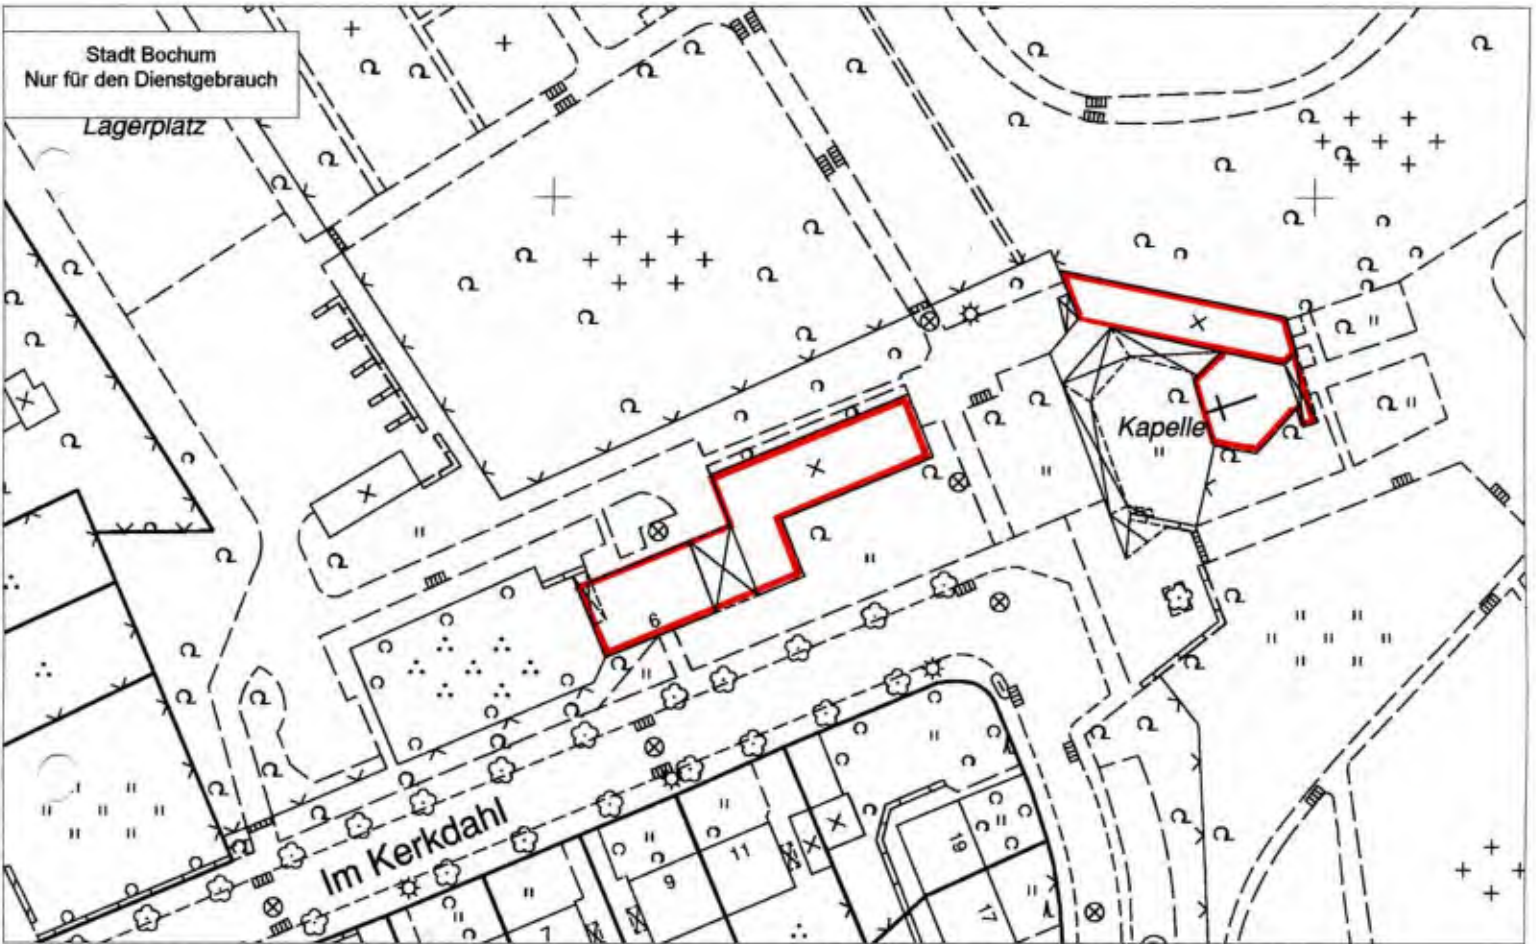 Stadt Bochum
Nur für den Dienstgebrauch
Lagerplatz
Kapelle
6
Im Kerkdahl
11
9
7
19
17